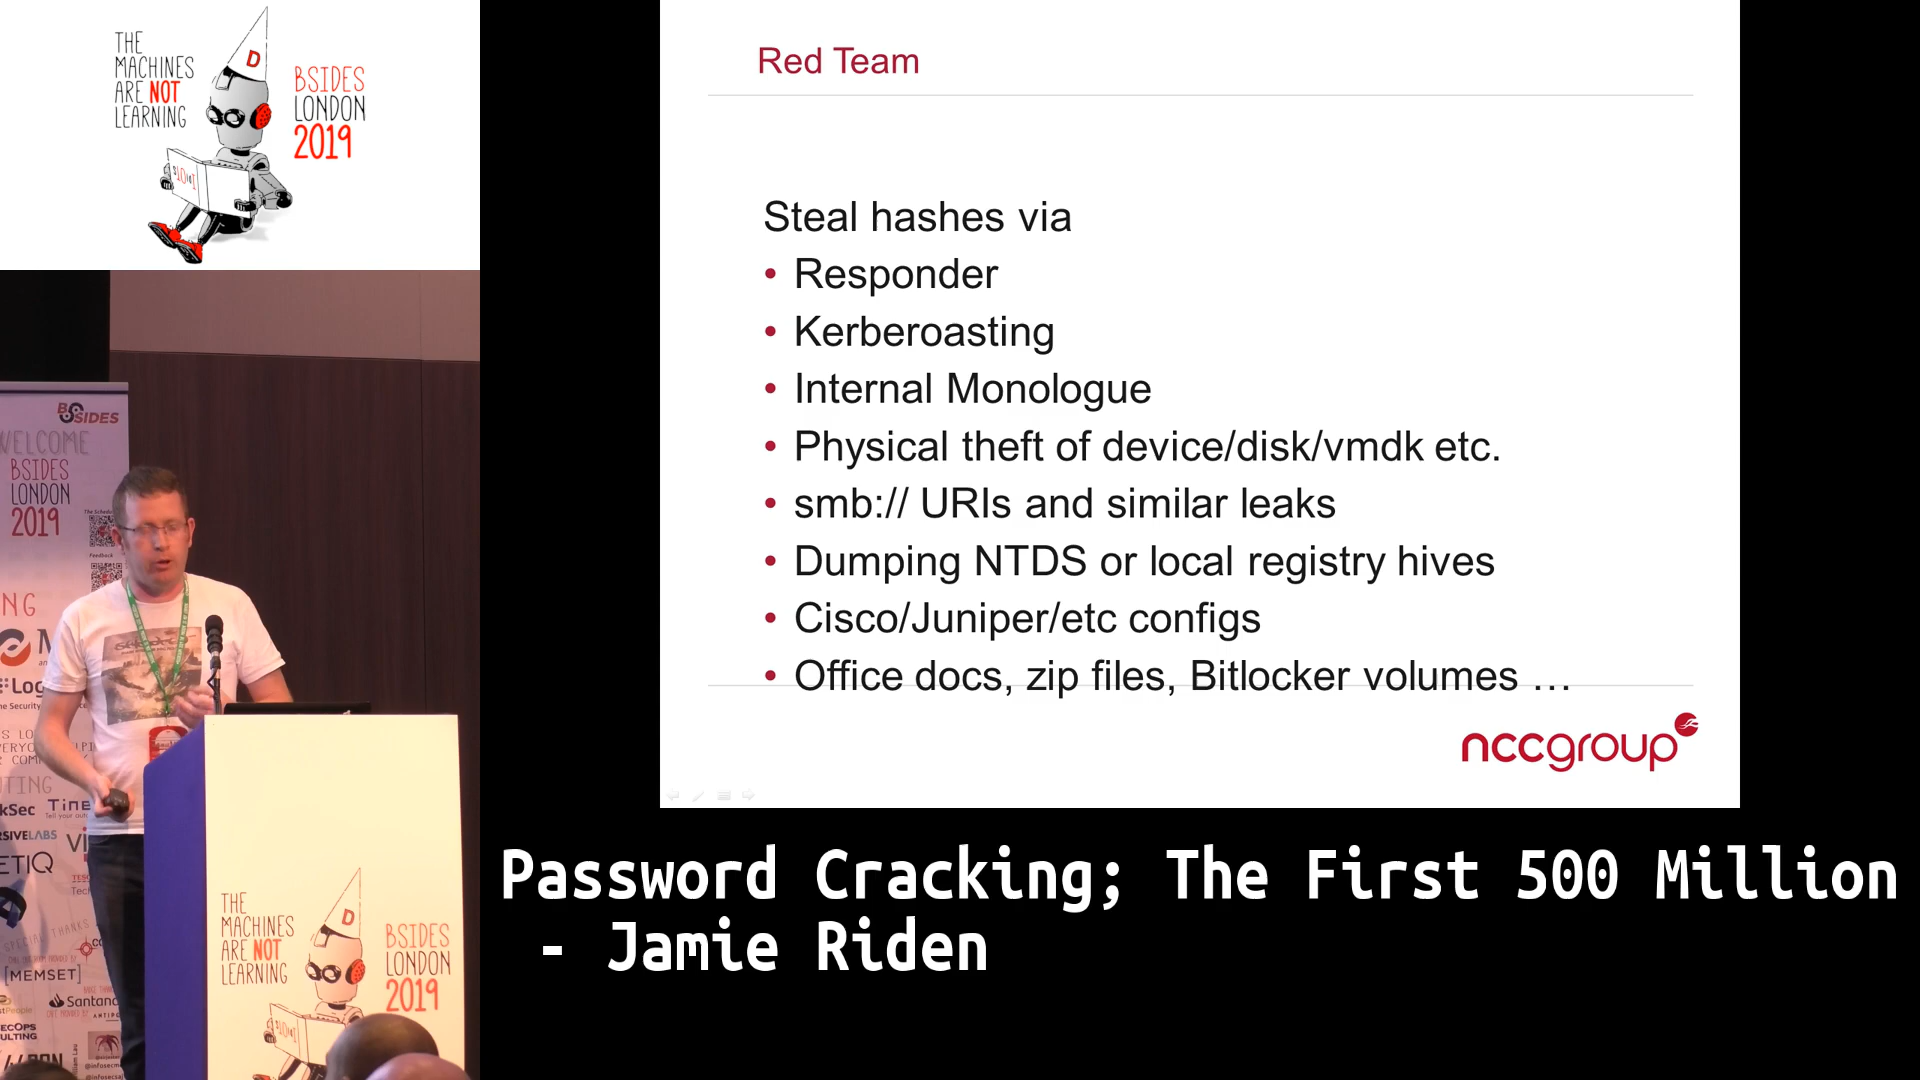 THE
MACHINES
ARE NOT
LEARNING
D
BSIDES
LONDON
2019
Red Team
Steal hashes via
• Responder
• Kerberoasting
• Internal Monologue
• Physical theft of device/disk/vmdk etc.
• smb:// URIs and similar leaks
• Dumping NTDS or local registry hives
• Cisco/Juniper/etc configs
• Office docs, zip files, Bitlocker volumes …
nccgroup
Password Cracking; The First 500 Million
- Jamie Riden
BSIDES
WELCOME
BSIDES
LONDON
2019
Feedback
[MEMSET]
Santand
THE
MACHINES
ARE NOT
LEARNING
D
BSIDES
LONDON
2019